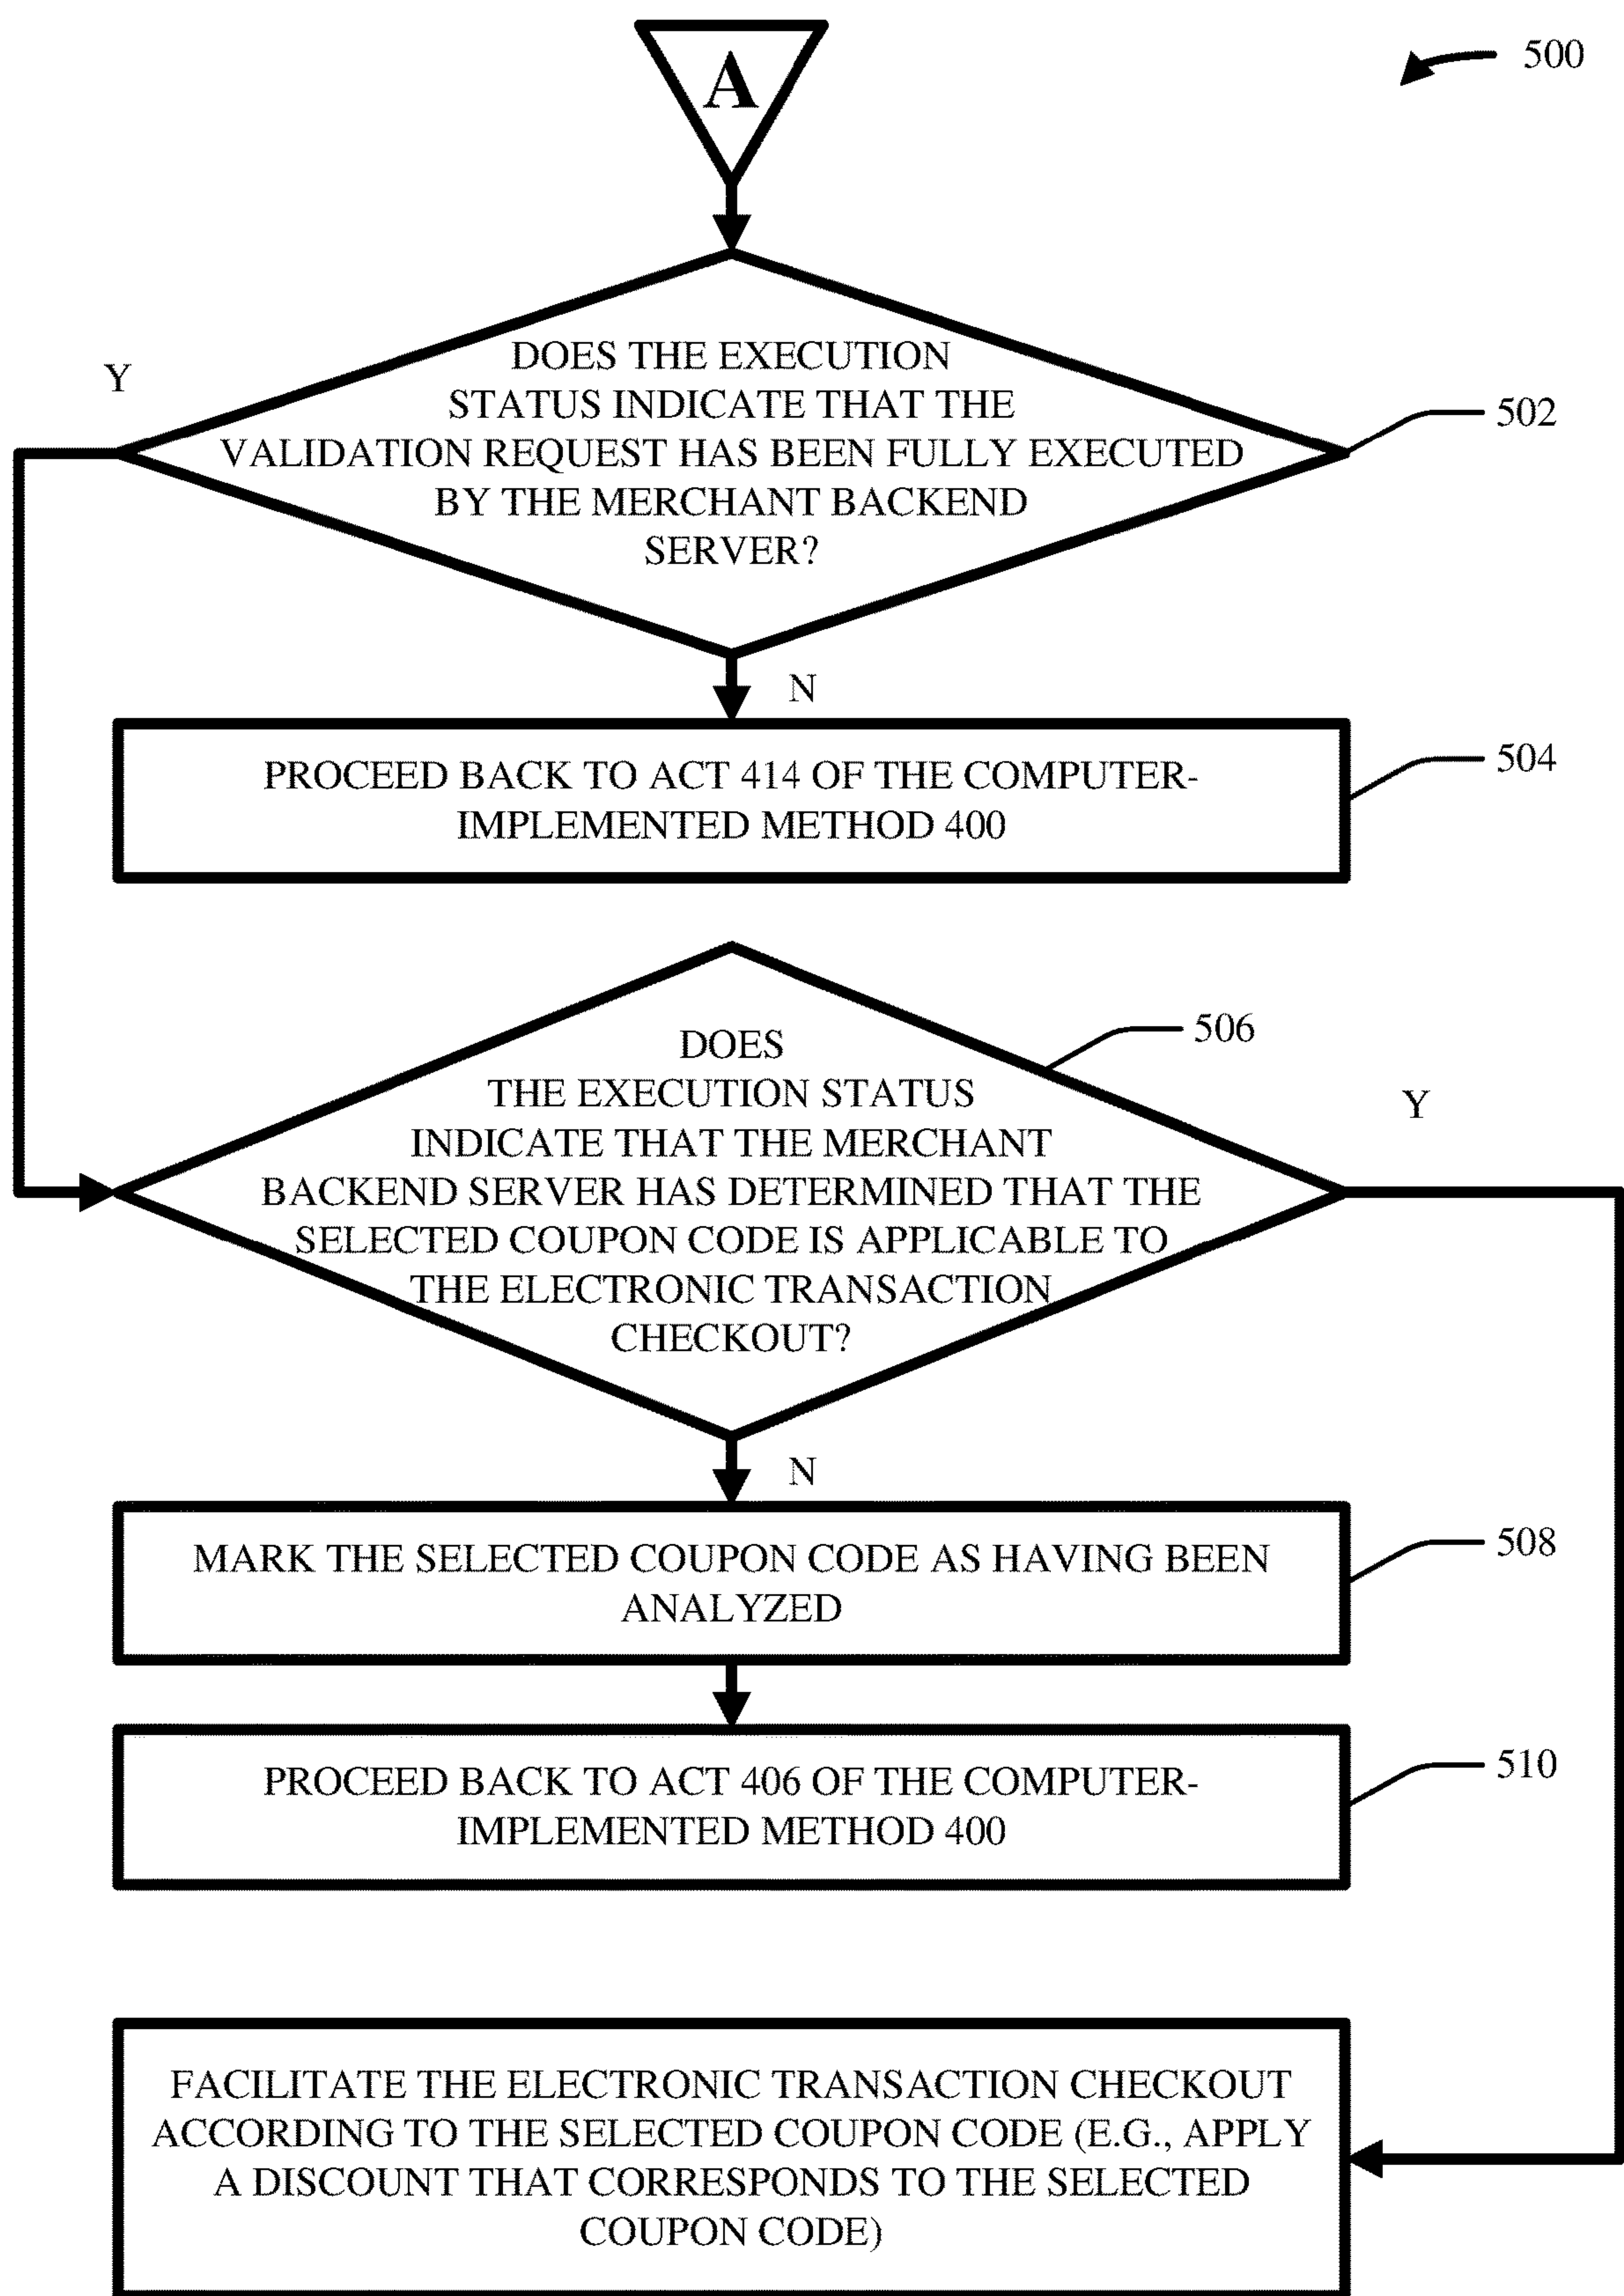 A
500
DOES THE EXECUTION
STATUS INDICATE THAT THE
VALIDATION REQUEST HAS BEEN FULLY EXECUTED
BY THE MERCHANT BACKEND
SERVER?
Y
502
N
PROCEED BACK TO ACT 414 OF THE COMPUTER-
IMPLEMENTED METHOD 400
504
DOES
THE EXECUTION STATUS
INDICATE THAT THE MERCHANT
BACKEND SERVER HAS DETERMINED THAT THE
SELECTED COUPON CODE IS APPLICABLE TO
THE ELECTRONIC TRANSACTION
CHECKOUT?
506
Y
N
MARK THE SELECTED COUPON CODE AS HAVING BEEN
ANALYZED
508
PROCEED BACK TO ACT 406 OF THE COMPUTER-
IMPLEMENTED METHOD 400
510
FACILITATE THE ELECTRONIC TRANSACTION CHECKOUT
ACCORDING TO THE SELECTED COUPON CODE (E.G., APPLY
A DISCOUNT THAT CORRESPONDS TO THE SELECTED
COUPON CODE)